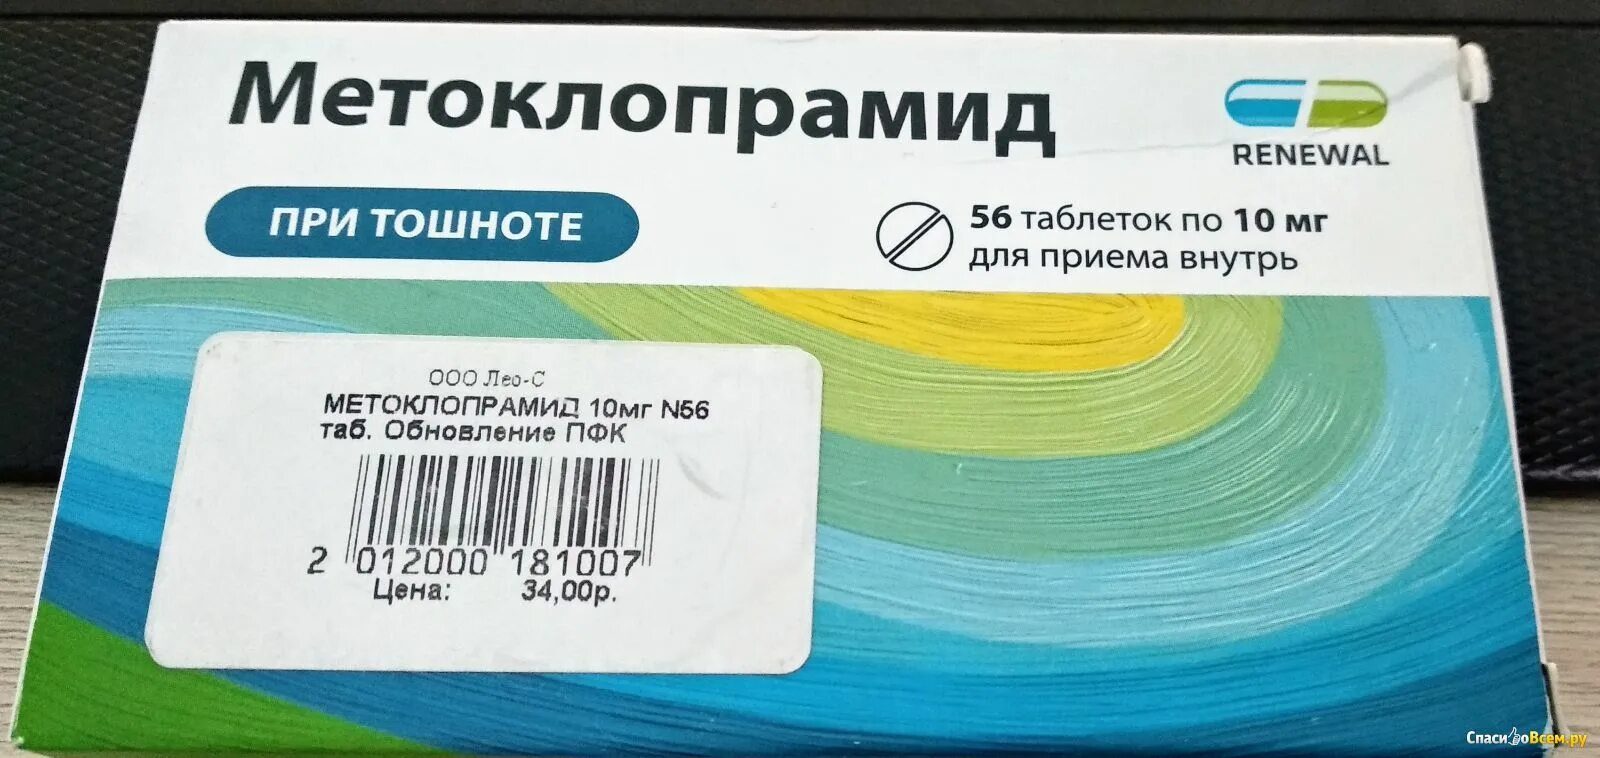 Метоклопрамид
RENEWAL
ПРИ ТОШНОТЕ
56 таблеток по 10 мг
для приема внутрь
ООО Лео-С
МЕТОКЛОПРАМИД 10мг N56
таб. Обновление ПФК
2 012000 181007
Цена: 34,00р.
СпасибоВсем.ру